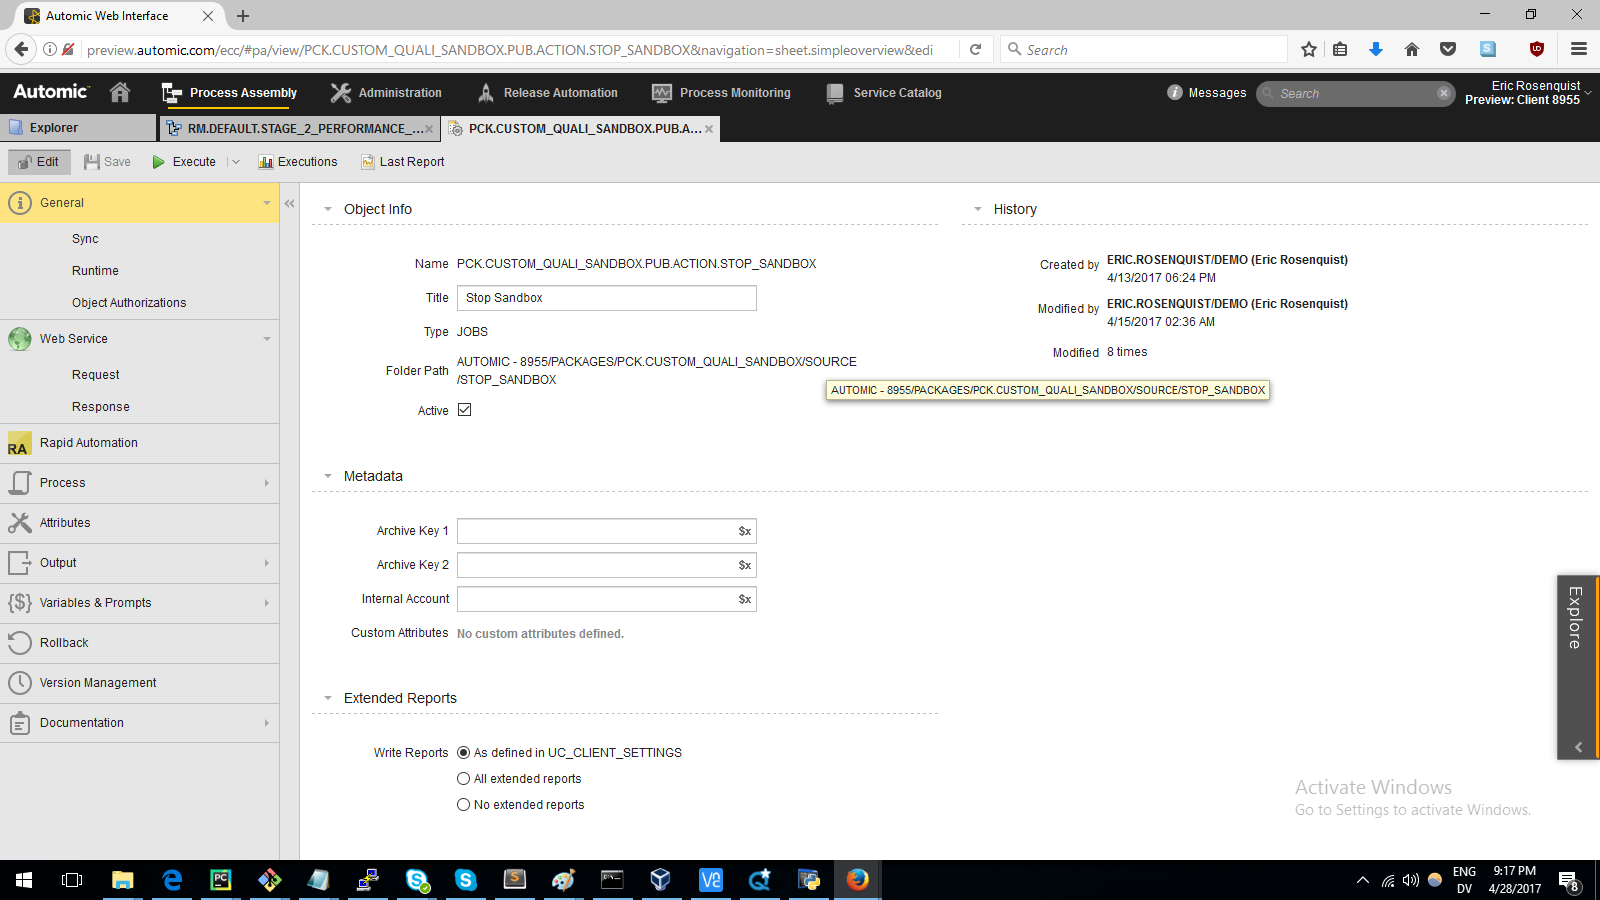 Automic Web Interface
preview.automic.com/ecc/#pa/view/PCK.CUSTOM_QUALI_SANDBOX.PUB.ACTION.STOP_SANDBOX&navigation=sheet.simpleoverview&edi
Search
Automic
Process Assembly
Administration
Release Automation
Process Monitoring
Service Catalog
Messages
Search
Eric Rosenquist
Preview: Client 8955
Explorer
RM.DEFAULT.STAGE_2_PERFORMANCE_...
PCK.CUSTOM_QUALI_SANDBOX.PUB.A...
Edit
Save
Execute
Executions
Last Report
General
Sync
Runtime
Object Authorizations
Web Service
Request
Response
RA
Rapid Automation
Process
Attributes
Output
{$}
Variables & Prompts
Rollback
Version Management
Documentation
Object Info
Name PCK.CUSTOM_QUALI_SANDBOX.PUB.ACTION.STOP_SANDBOX
Title Stop Sandbox
Type JOBS
Folder Path AUTOMIC - 8955/PACKAGES/PCK.CUSTOM_QUALI_SANDBOX/SOURCE
/STOP_SANDBOX
Active
History
Created by ERIC.ROSENQUIST/DEMO (Eric Rosenquist)
4/13/2017 06:24 PM
Modified by ERIC.ROSENQUIST/DEMO (Eric Rosenquist)
4/15/2017 02:36 AM
Modified 8 times
AUTOMIC - 8955/PACKAGES/PCK.CUSTOM_QUALI_SANDBOX/SOURCE/STOP_SANDBOX
Metadata
Archive Key 1 $x
Archive Key 2 $x
Internal Account $x
Custom Attributes No custom attributes defined.
Extended Reports
Write Reports As defined in UC_CLIENT_SETTINGS
All extended reports
No extended reports
Explore
Activate Windows
Go to Settings to activate Windows.
ENG
DV
9:17 PM
4/28/2017
8